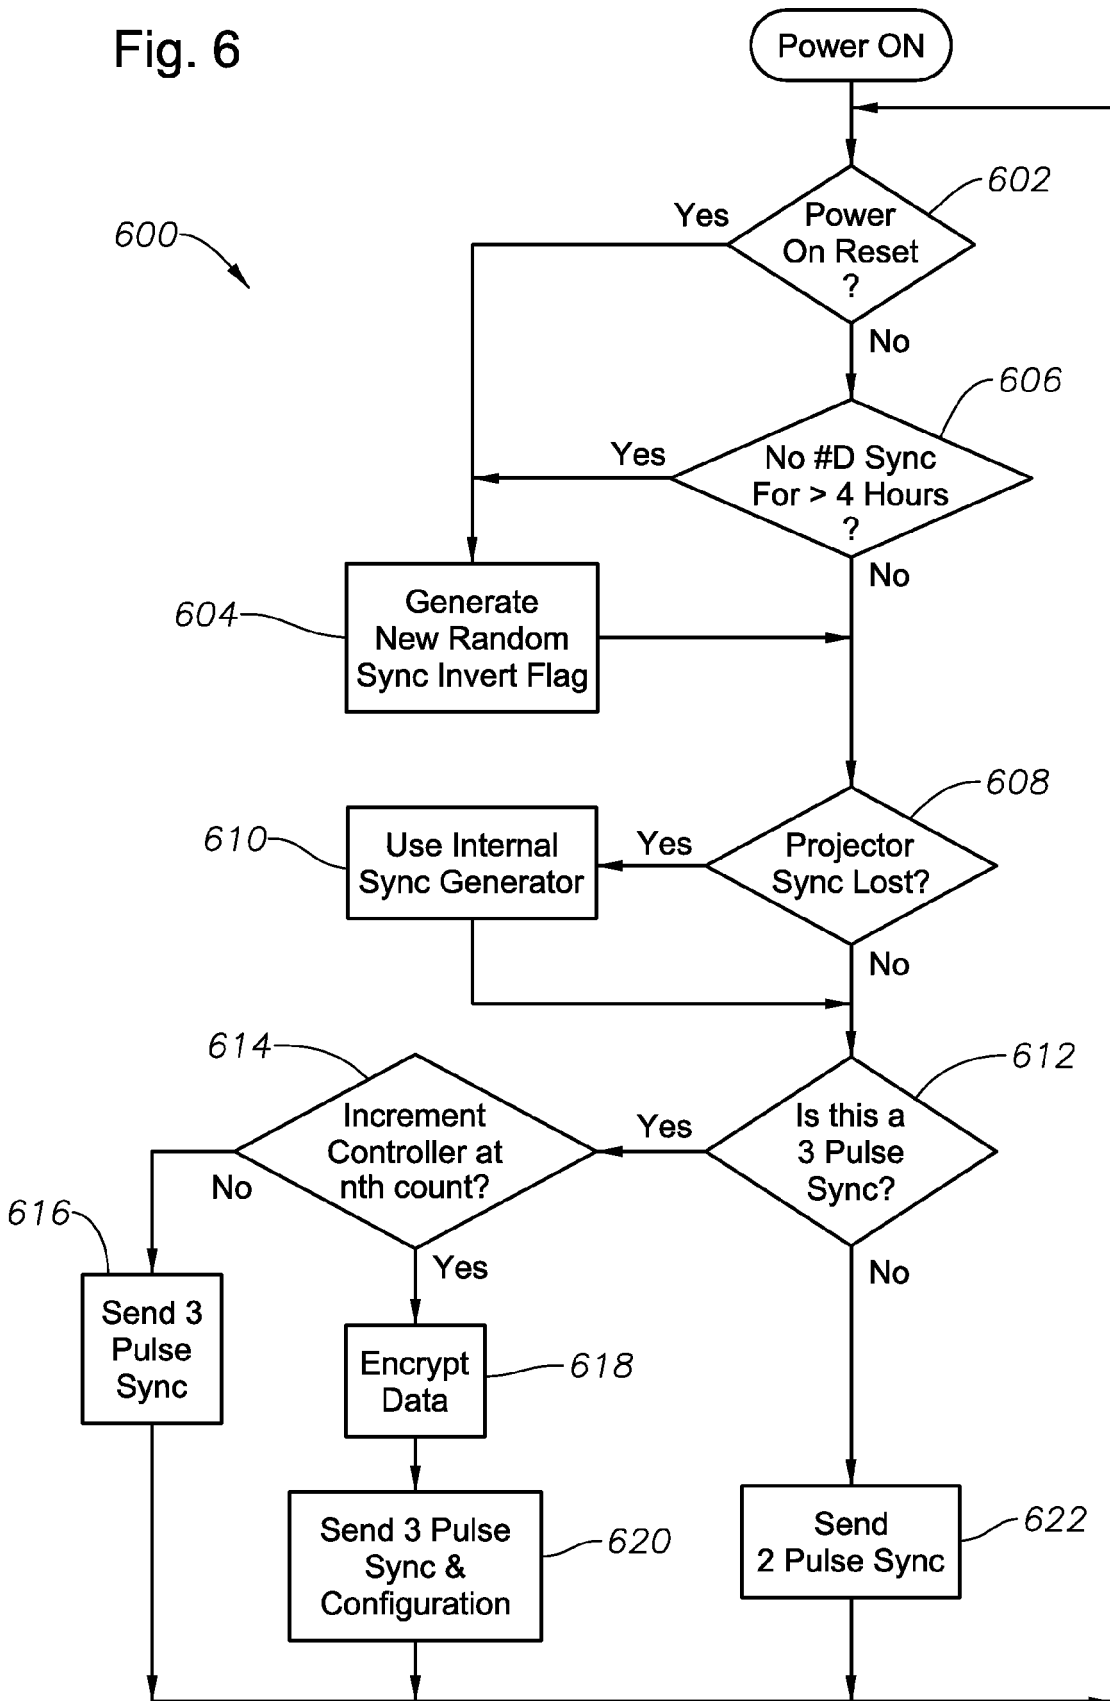 Fig. 6
Power ON
600
602
Power
On Reset
?
Yes
No
606
No #D Sync
For > 4 Hours
?
Yes
No
604
Generate
New Random
Sync Invert Flag
608
Projector
Sync Lost?
Yes
No
610
Use Internal
Sync Generator
612
Is this a
3 Pulse
Sync?
Yes
No
614
Increment
Controller at
nth count?
No
Yes
616
Send 3
Pulse
Sync
618
Encrypt
Data
620
Send 3 Pulse
Sync &
Configuration
622
Send
2 Pulse Sync